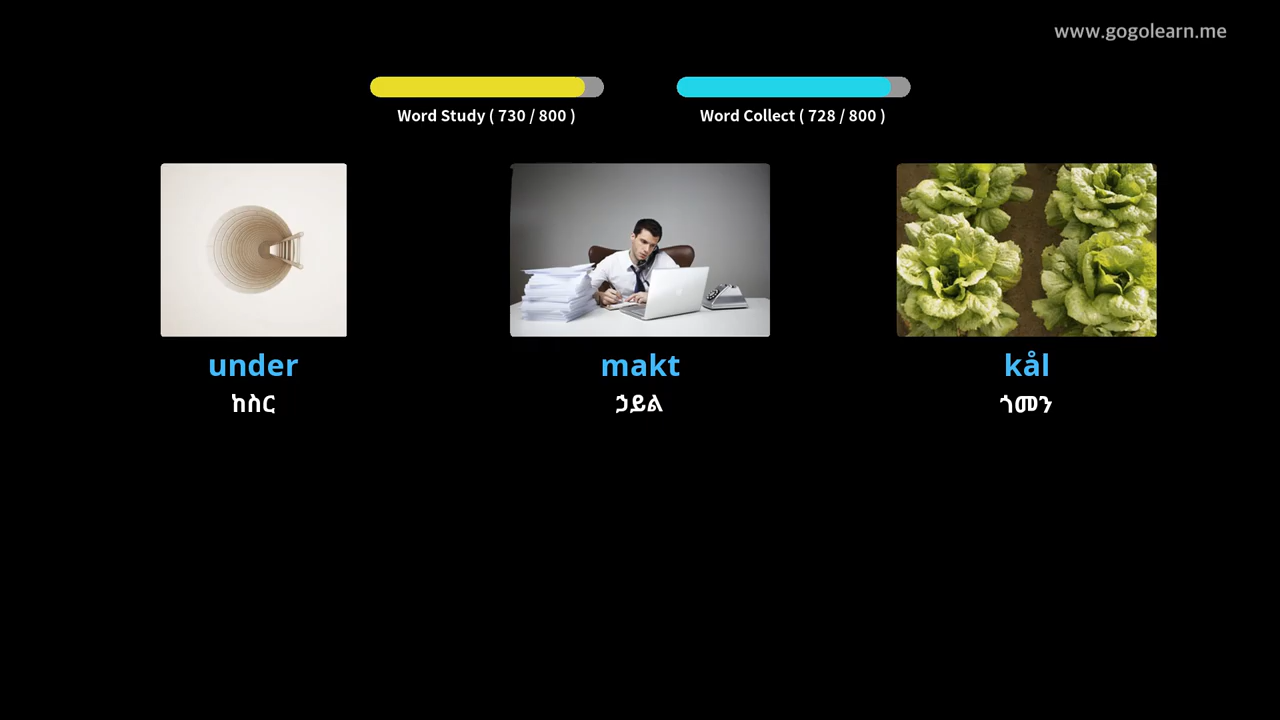 www.gogolearn.me
Word Study ( 730 / 800 )
Word Collect ( 728 / 800 )
under
makt
kål
ከስር
ኃይል
ጎመን